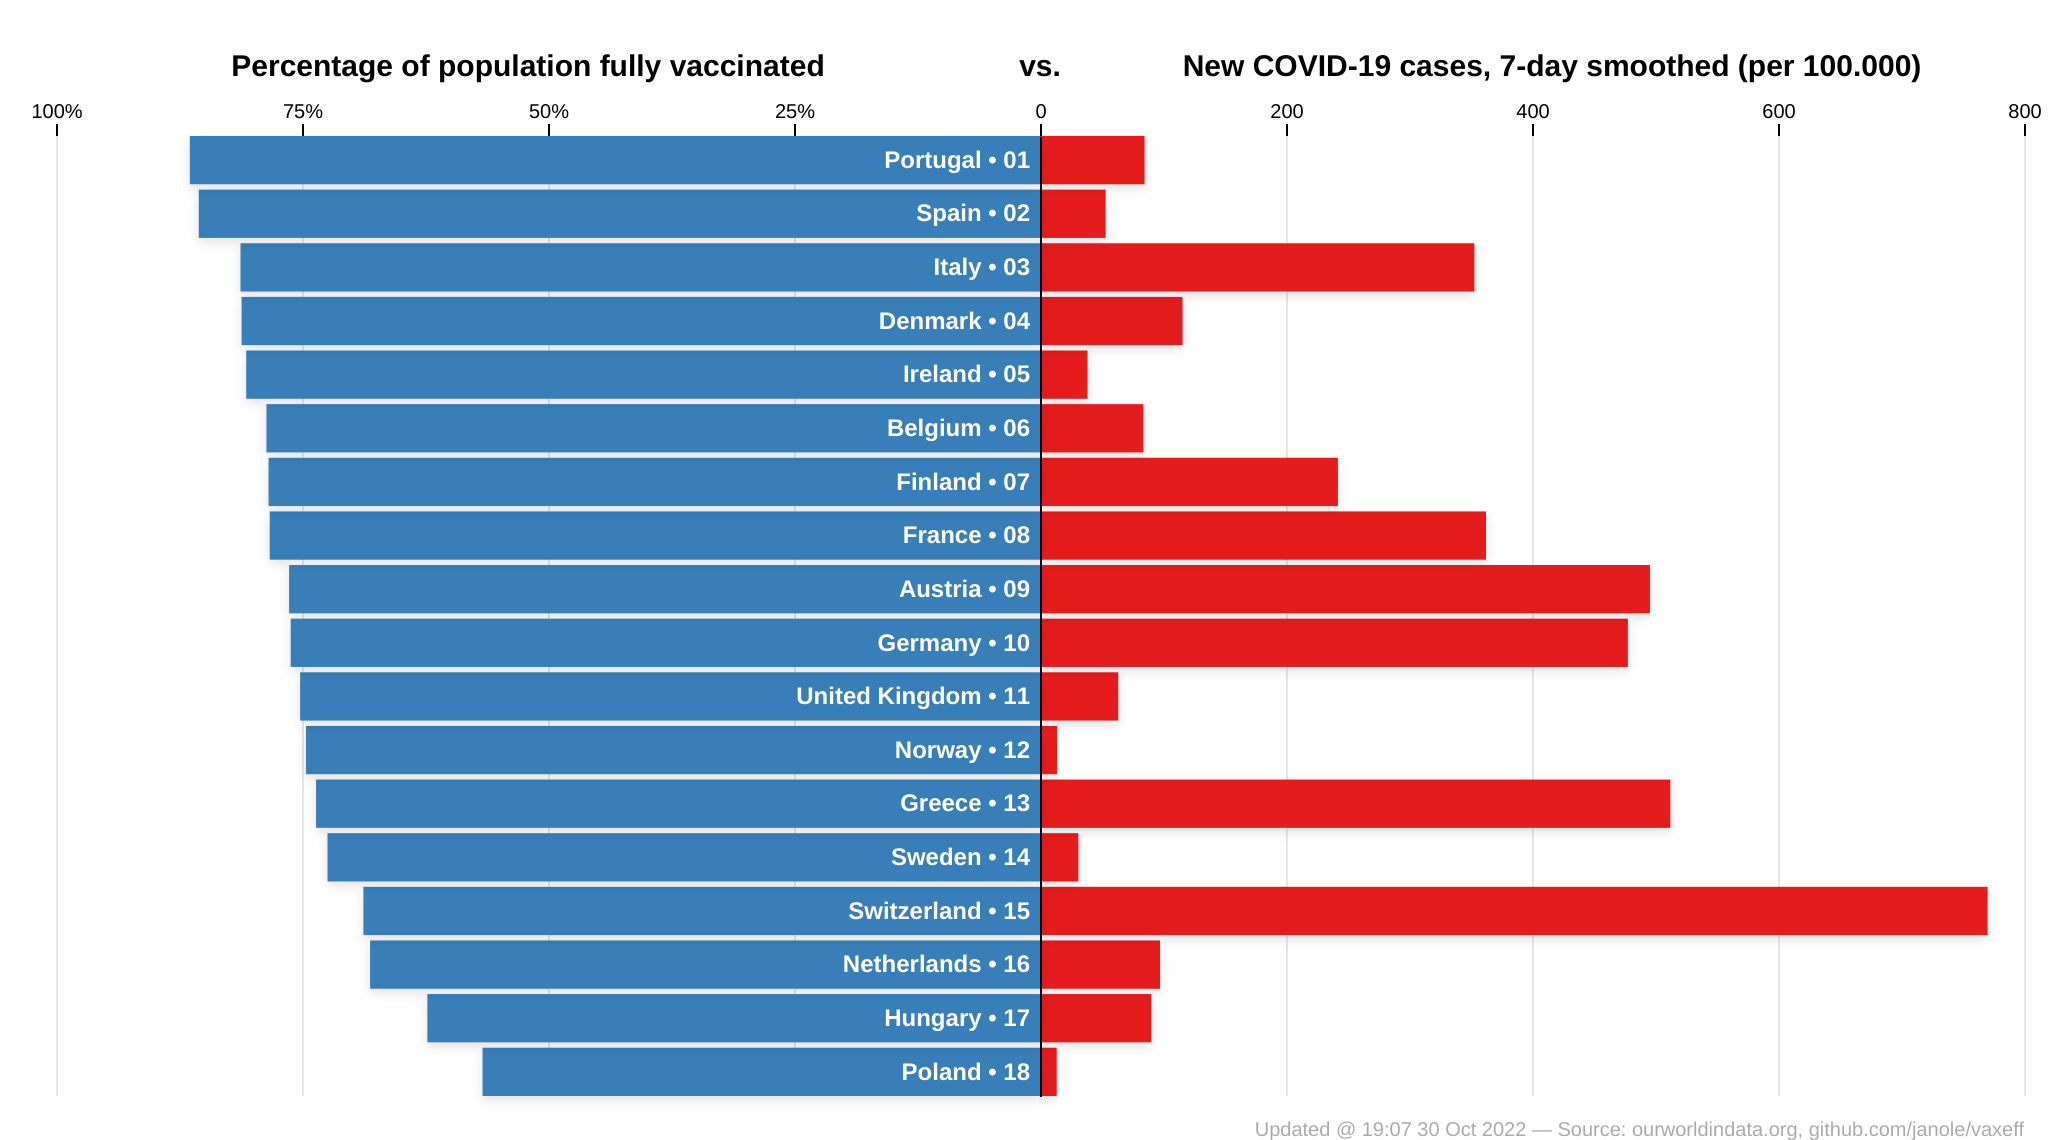 Percentage of population fully vaccinated vs. New COVID-19 cases, 7-day smoothed (per 100.000)
100% 75% 50% 25% 0 200 400 600 800
Portugal • 01
Spain • 02
Italy • 03
Denmark • 04
Ireland • 05
Belgium • 06
Finland • 07
France • 08
Austria • 09
Germany • 10
United Kingdom • 11
Norway • 12
Greece • 13
Sweden • 14
Switzerland • 15
Netherlands • 16
Hungary • 17
Poland • 18
Updated @ 19:07 30 Oct 2022 — Source: ourworldindata.org, github.com/janole/vaxeff